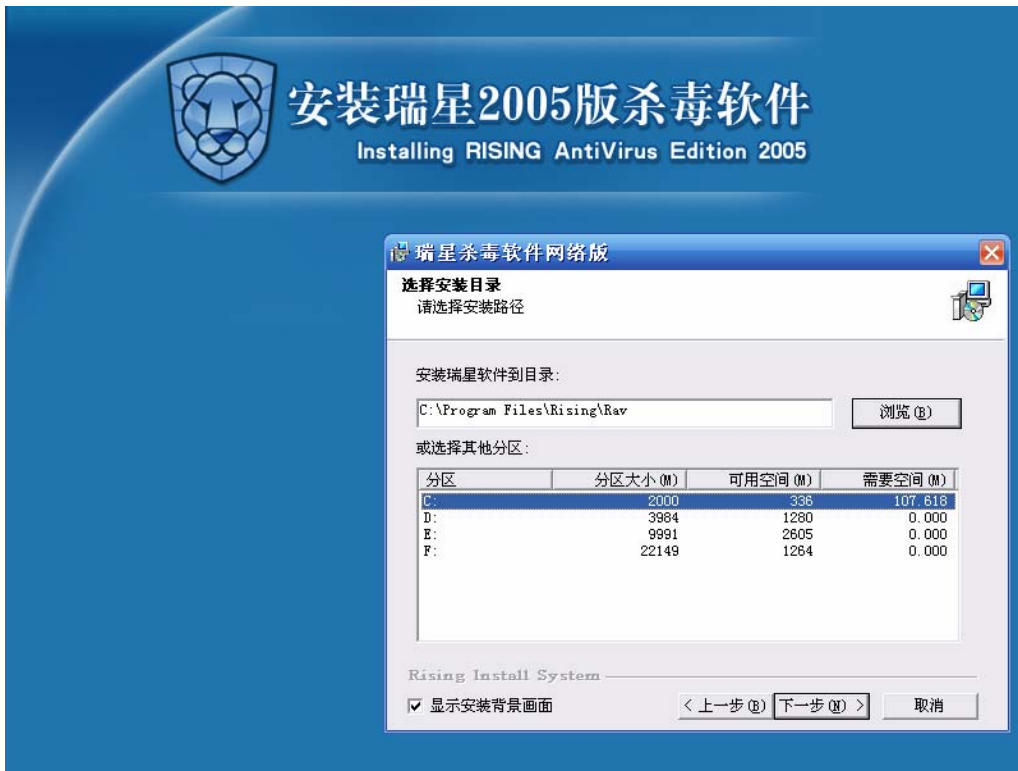 安装瑞星2005版杀毒软件
Installing RISING AntiVirus Edition 2005
瑞星杀毒软件网络版
选择安装目录
请选择安装路径
安装瑞星软件到目录:
C:\Program Files\Rising\Rav 浏览(B)
或选择其他分区:
分区 分区大小(M) 可用空间(M) 需要空间(M)
C: 2000 336 107.618
D: 3984 1280 0.000
E: 9991 2605 0.000
F: 22149 1264 0.000
Rising Install System
显示安装背景画面 < 上一步(B) 下一步(N) > 取消